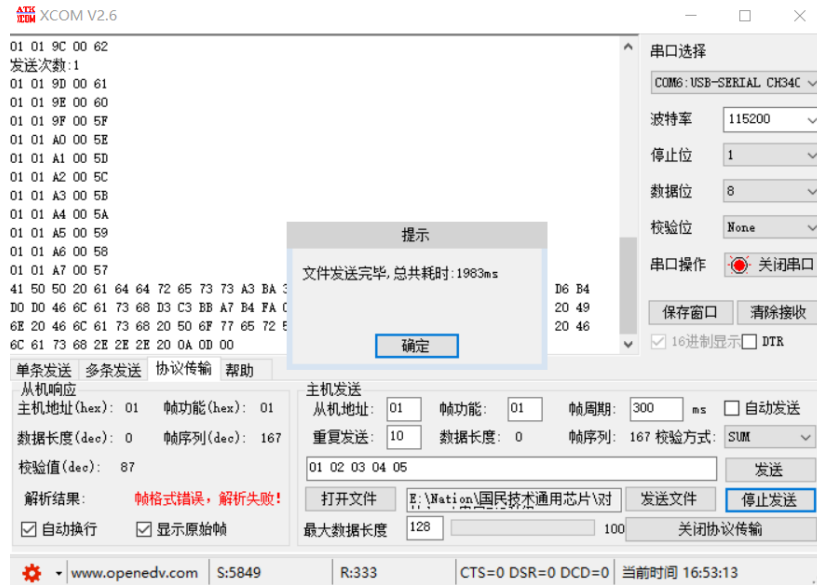 ATK XCOM XCOM V2.6
01 01 9C 00 62
发送次数:1
01 01 9D 00 61
01 01 9E 00 60
01 01 9F 00 5F
01 01 A0 00 5E
01 01 A1 00 5D
01 01 A2 00 5C
01 01 A3 00 5B
01 01 A4 00 5A
01 01 A5 00 59
01 01 A6 00 58
01 01 A7 00 57
41 50 50 20 61 64 64 72 65 73 73 A3 BA
D6 B4
D0 D0 46 6C 61 73 68 D3 C3 BB A7 B4 FA
20 49
6E 20 46 6C 61 73 68 20 50 6F 77 65 72
20 46
6C 61 73 68 2E 2E 2E 20 0A 0D 00
提示
文件发送完毕,总共耗时:1983ms
确定
串口选择
COM6:USB-SERIAL CH34
波特率 115200
停止位 1
数据位 8
校验位 None
串口操作 关闭串口
保存窗口 清除接收
16进制显示 DTR
单条发送 多条发送 协议传输 帮助
从机响应
主机地址(hex): 01 帧功能(hex): 01
数据长度(dec): 0 帧序列(dec): 167
校验值(dec): 87
解析结果: 帧格式错误，解析失败!
自动换行 显示原始帧
主机发送
从机地址: 01 帧功能: 01 帧周期: 300 ms 自动发送
重复发送: 10 数据长度: 0 帧序列: 167 校验方式: SUM
01 02 03 04 05 发送
打开文件 E:\Nation\国民技术通用芯片\对 发送文件 停止发送
最大数据长度 128 100 关闭协议传输
www.openedv.com S:5849 R:333 CTS=0 DSR=0 DCD=0 当前时间 16:53:13